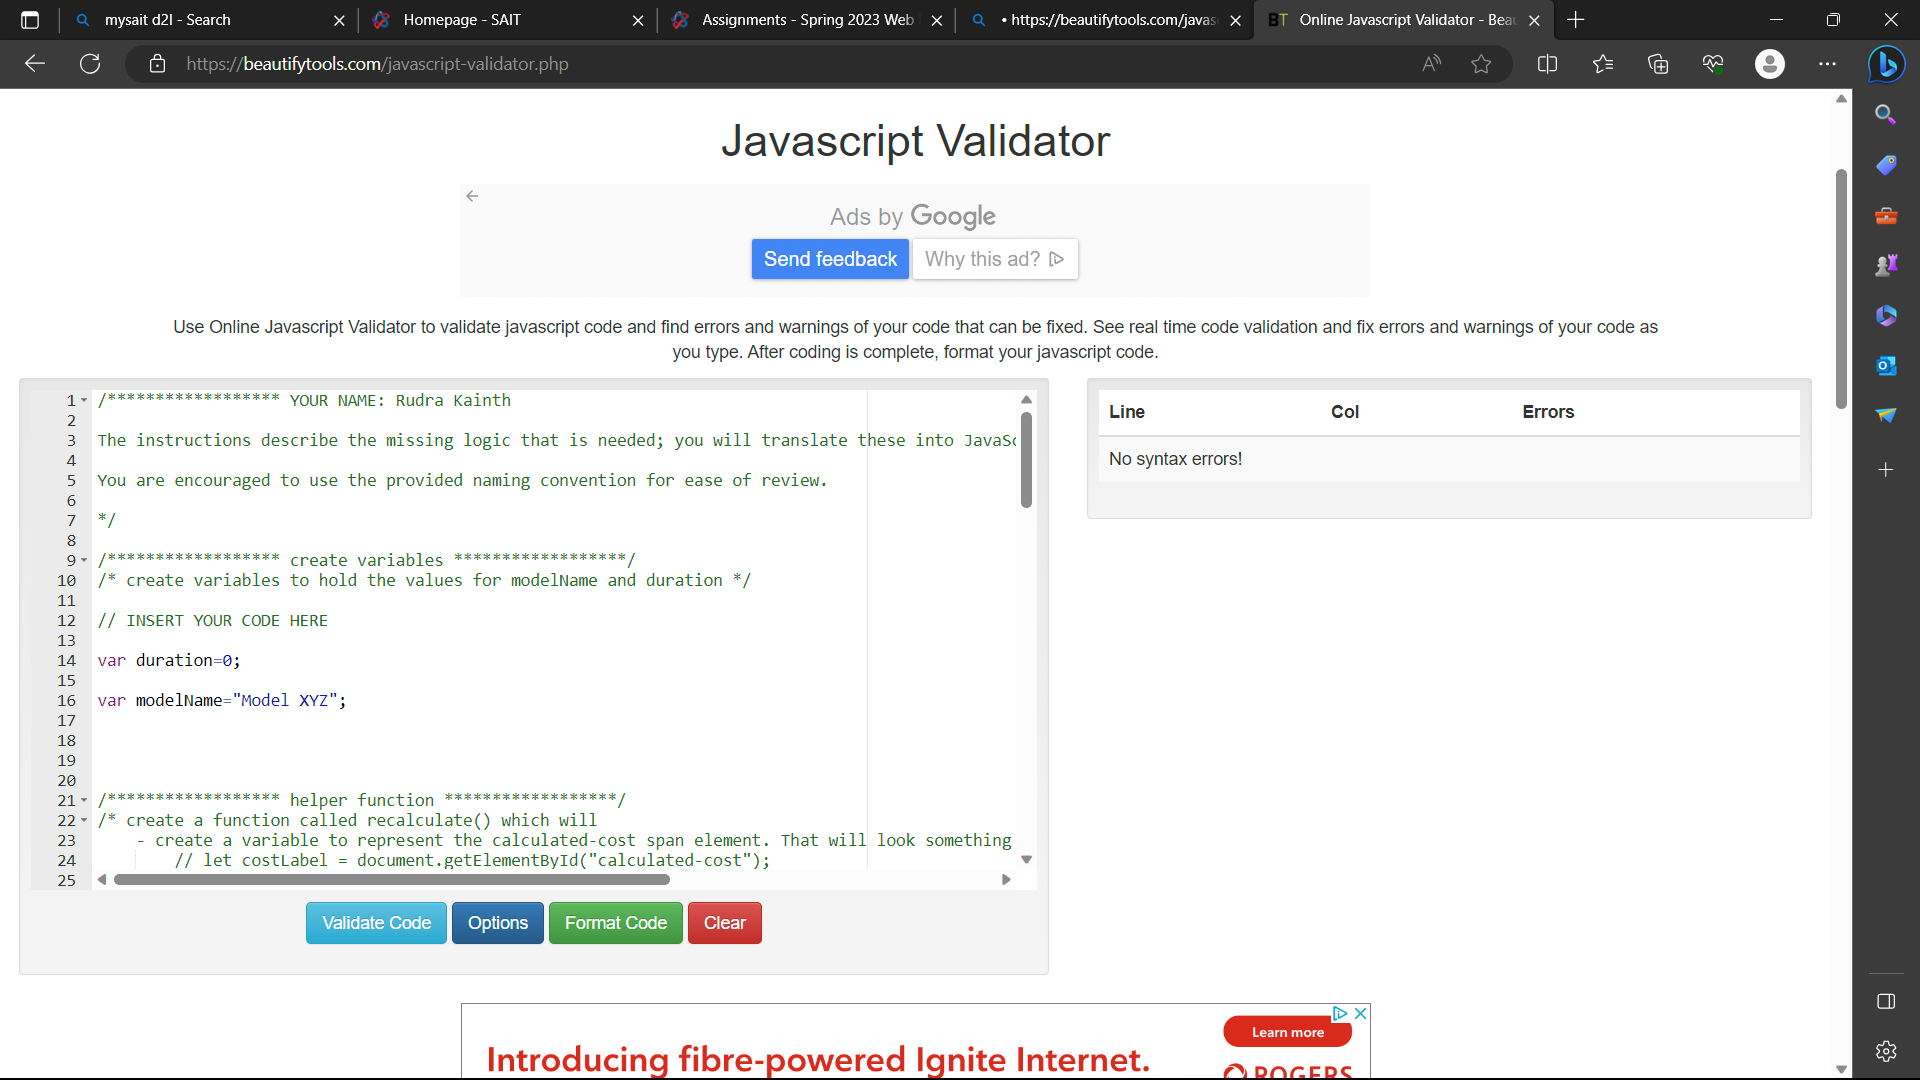 mysait d2l - Search
Homepage - SAIT
Assignments - Spring 2023 Web
• https://beautifytools.com/javas
BT Online Javascript Validator - Beau
https://beautifytools.com/javascript-validator.php
Javascript Validator
Ads by Google
Send feedback
Why this ad?
Use Online Javascript Validator to validate javascript code and find errors and warnings of your code that can be fixed. See real time code validation and fix errors and warnings of your code as
you type. After coding is complete, format your javascript code.
1 /****************** YOUR NAME: Rudra Kainth
2
3 The instructions describe the missing logic that is needed; you will translate these into JavaSc
4
5 You are encouraged to use the provided naming convention for ease of review.
6
7 */
8
9 /****************** create variables ******************/
10 /* create variables to hold the values for modelName and duration */
11
12 // INSERT YOUR CODE HERE
13
14 var duration=0;
15
16 var modelName="Model XYZ";
17
18
19
20
21 /****************** helper function ******************/
22 /* create a function called recalculate() which will
23 - create a variable to represent the calculated-cost span element. That will look something
24 // let costLabel = document.getElementById("calculated-cost");
25
Validate Code
Options
Format Code
Clear
Line Col Errors
No syntax errors!
Introducing fibre-powered Ignite Internet.
Learn more
ROGERS